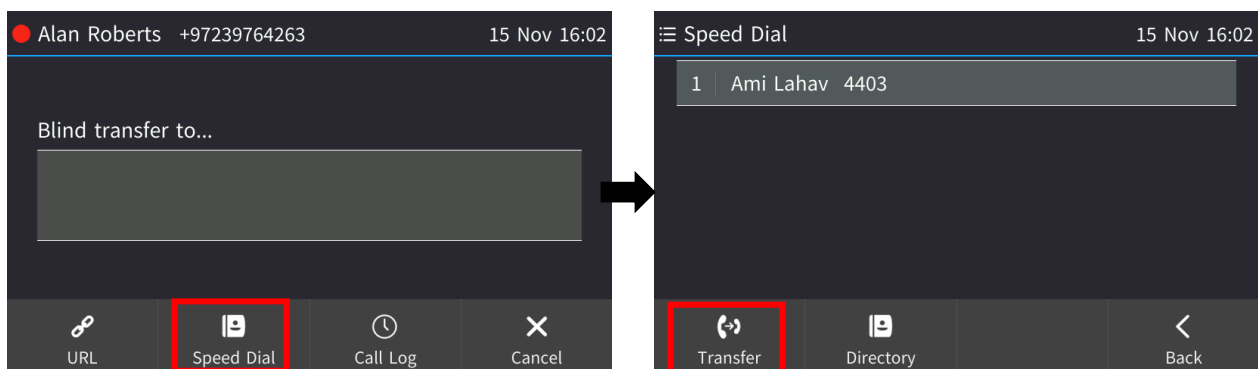 Alan Roberts +97239764263 15 Nov 16:02
Blind transfer to...
URL Speed Dial Call Log Cancel
Speed Dial 15 Nov 16:02
1 Ami Lahav 4403
Transfer Directory Back